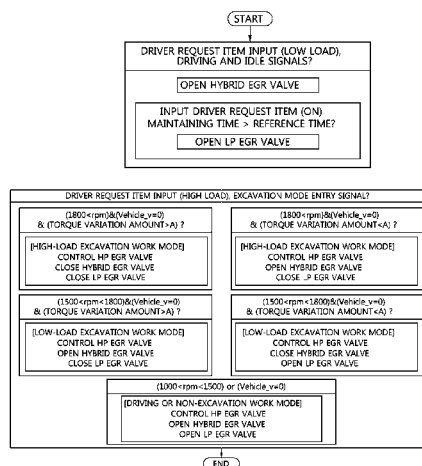 START
DRIVER REQUEST ITEM INPUT (LOW LOAD),
DRIVING AND IDLE SIGNALS?
OPEN HYBRID EGR VALVE
INPUT DRIVER REQUEST ITEM (ON)
MAINTAINING TIME > REFERENCE TIME?
OPEN LP EGR VALVE
DRIVER REQUEST ITEM INPUT (HIGH LOAD), EXCAVATION MODE ENTRY SIGNAL?
(1800<rpm)&(Vehicle_v=0)
& (TORQUE VARIATION AMOUNT>A) ?
[HIGH-LOAD EXCAVATION WORK MODE]
CONTROL HP EGR VALVE
CLOSE HYBRID EGR VALVE
CLOSE LP EGR VALVE
(1800<rpm)&(Vehicle_v=0)
& (TORQUE VARIATION AMOUNT<A) ?
[HIGH-LOAD EXCAVATION WORK MODE]
CONTROL HP EGR VALVE
OPEN HYBRID EGR VALVE
CLOSE LP EGR VALVE
(1500<rpm<1800)&(Vehicle_v=0)
& (TORQUE VARIATION AMOUNT>A) ?
[LOW-LOAD EXCAVATION WORK MODE]
CONTROL HP EGR VALVE
OPEN HYBRID EGR VALVE
CLOSE LP EGR VALVE
(1500<rpm<1800)&(Vehicle_v=0)
& (TORQUE VARIATION AMOUNT<A) ?
[LOW-LOAD EXCAVATION WORK MODE]
CONTROL HP EGR VALVE
CLOSE HYBRID EGR VALVE
OPEN LP EGR VALVE
(1000<rpm<1500) or (Vehicle_v≠0)
[DRIVING OR NON-EXCAVATION WORK MODE]
CONTROL HP EGR VALVE
OPEN HYBRID EGR VALVE
OPEN LP EGR VALVE
END